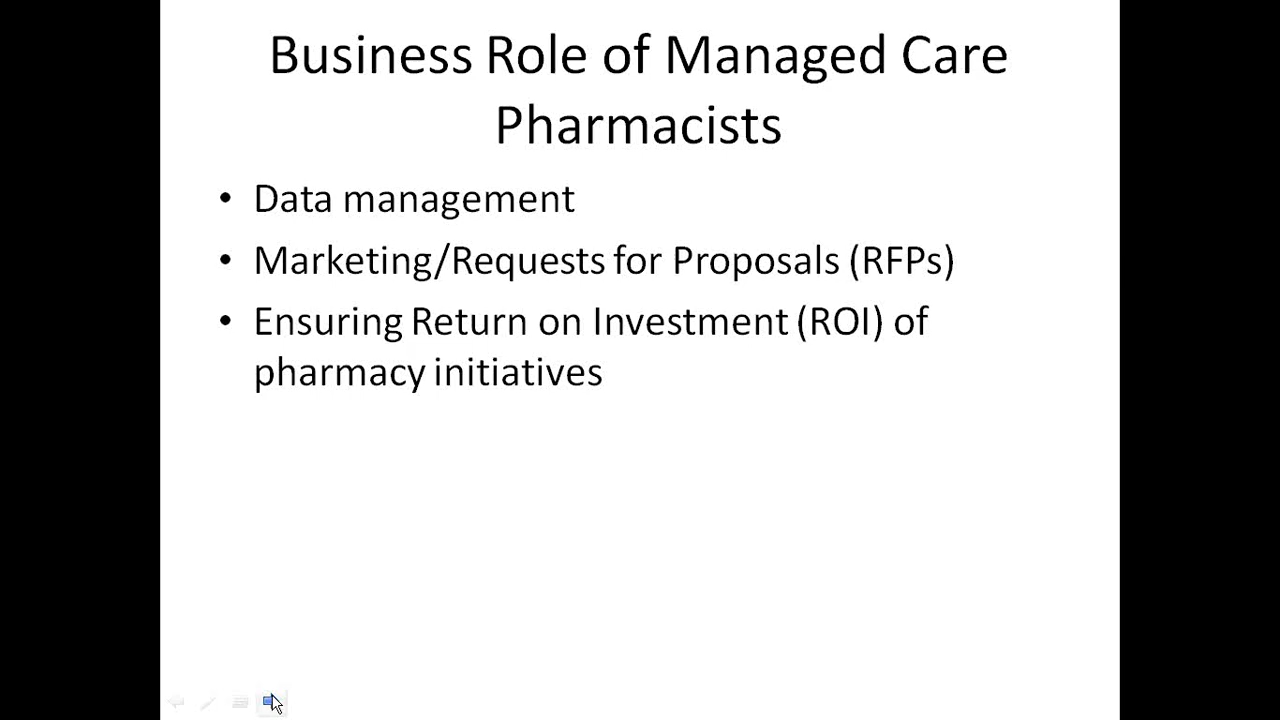 Business Role of Managed Care
Pharmacists
• Data management
• Marketing/Requests for Proposals (RFPs)
• Ensuring Return on Investment (ROI) of
pharmacy initiatives